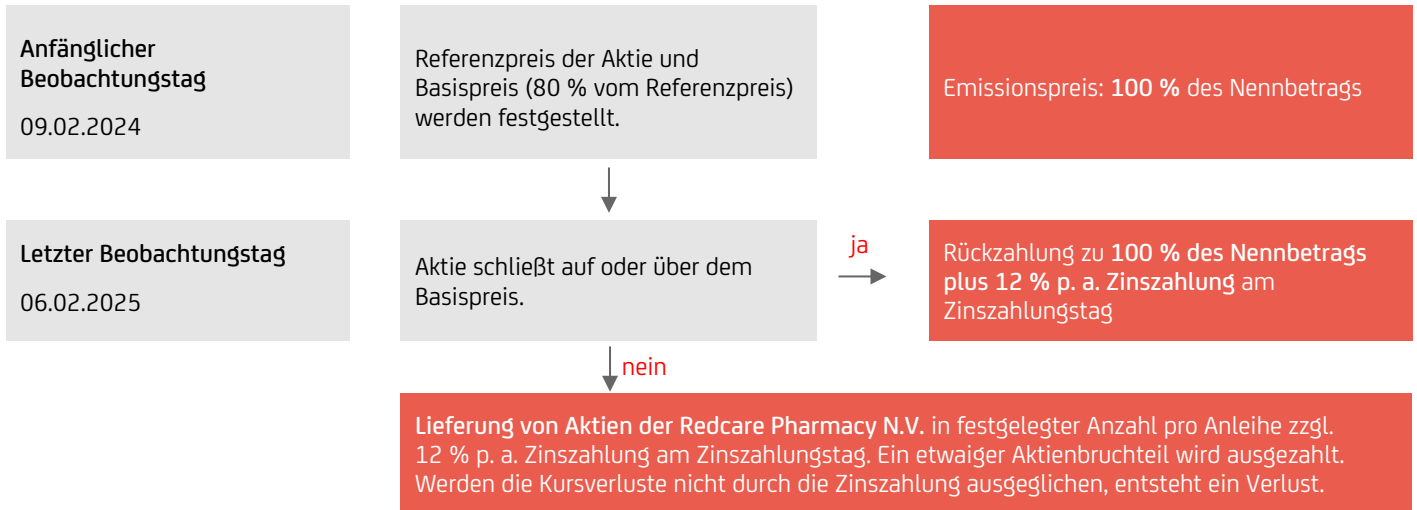 Anfänglicher
Beobachtungstag
09.02.2024
Referenzpreis der Aktie und
Basispreis (80 % vom Referenzpreis)
werden festgestellt.
Emissionspreis: 100 % des Nennbetrags
Letzter Beobachtungstag
06.02.2025
Aktie schließt auf oder über dem
Basispreis.
ja
Rückzahlung zu 100 % des Nennbetrags
plus 12 % p. a. Zinszahlung am
Zinszahlungstag
nein
Lieferung von Aktien der Redcare Pharmacy N.V. in festgelegter Anzahl pro Anleihe zzgl.
12 % p. a. Zinszahlung am Zinszahlungstag. Ein etwaiger Aktienbruchteil wird ausgezahlt.
Werden die Kursverluste nicht durch die Zinszahlung ausgeglichen, entsteht ein Verlust.